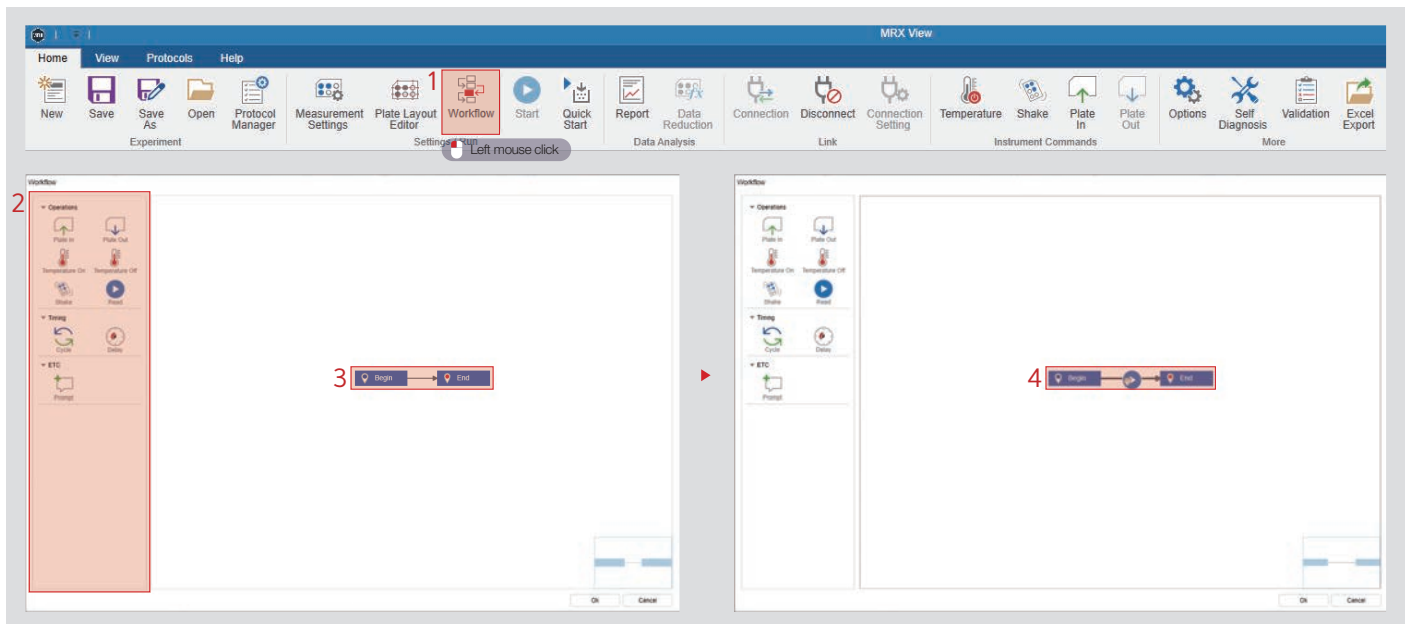 MRX View
Home View Protocols Help
1
New Save Save As Open Protocol Manager Measurement Settings Plate Layout Editor Workflow Start Quick Start Report Data Reduction Connection Disconnect Connection Setting Temperature Shake Plate In Plate Out Options Self Diagnosis Validation Excel Export
Experiment Settings Run Data Analysis Link Instrument Commands More
Left mouse click
Workflow
2
Operations
Plate In Plate Out
Temperature On Temperature Off
Shake Read
Timing
Cycle Delay
ETC
Prompt
3 Begin End
Ok Cancel
Workflow
Operations
Plate In Plate Out
Temperature On Temperature Off
Shake Read
Timing
Cycle Delay
ETC
Prompt
4 Begin End
Ok Cancel